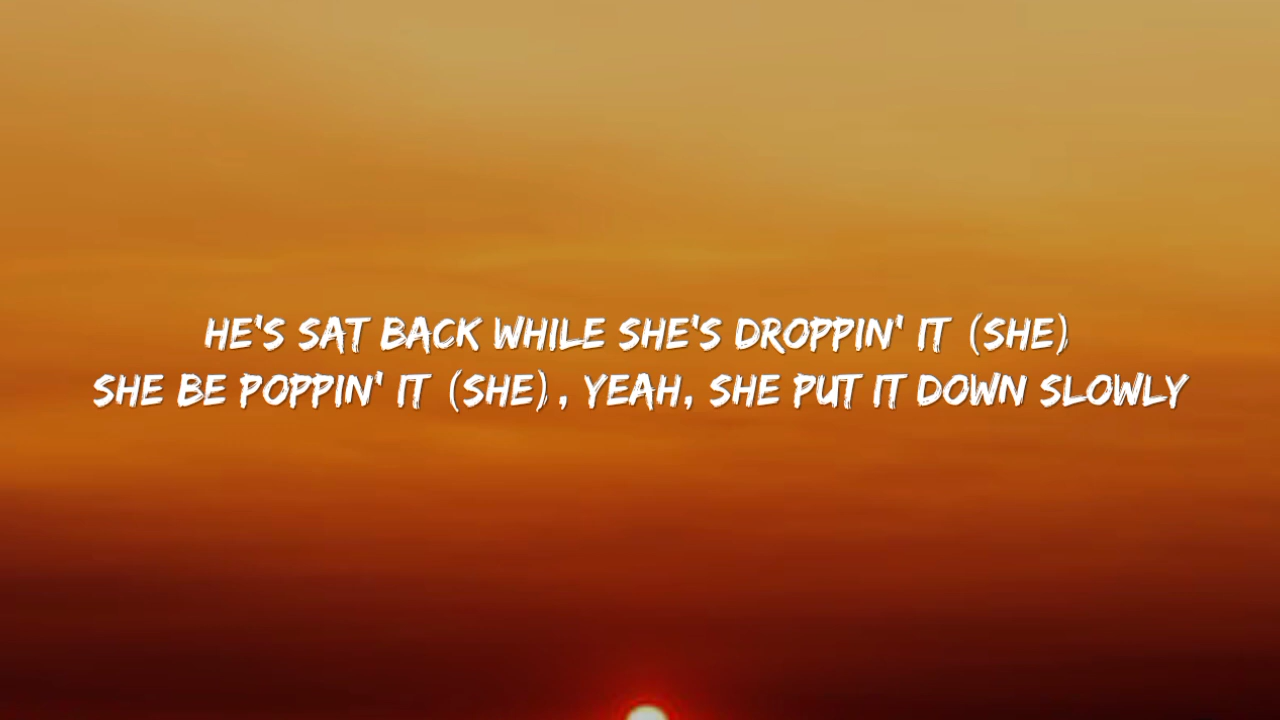 HE'S SAT BACK WHILE SHE'S DROPPIN' IT (SHE)
SHE BE POPPIN' IT (SHE), YEAH, SHE PUT IT DOWN SLOWLY